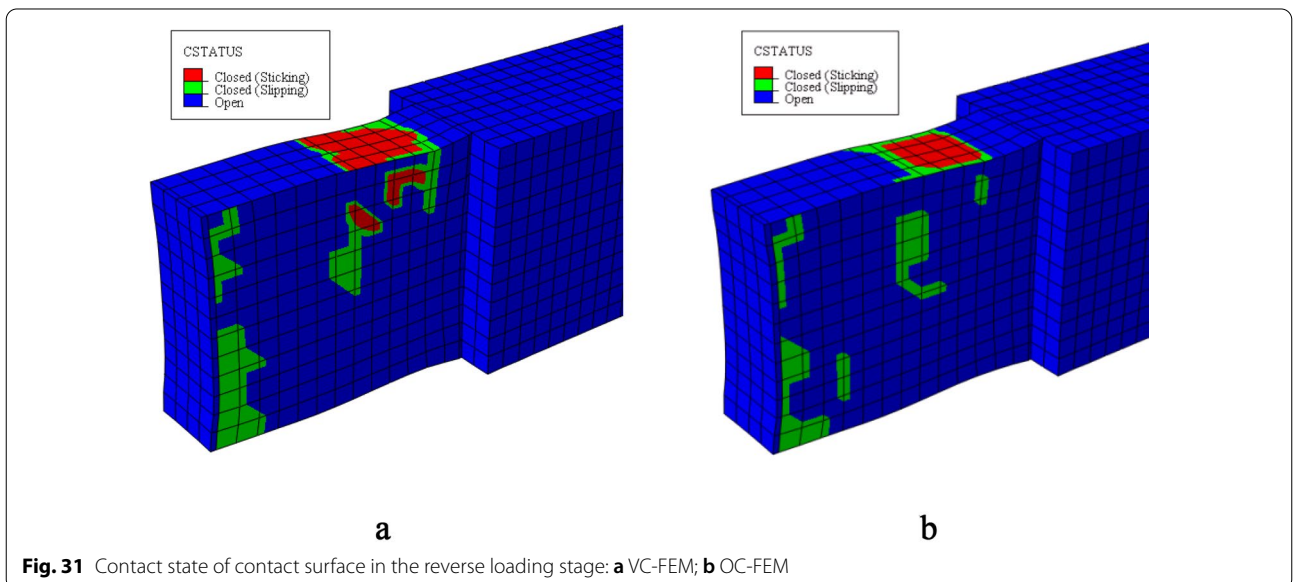 CSTATUS
Closed (Sticking)
Closed (Slipping)
Open
CSTATUS
Closed (Sticking)
Closed (Slipping)
Open
a
b
Fig. 31 Contact state of contact surface in the reverse loading stage: a VC-FEM; b OC-FEM